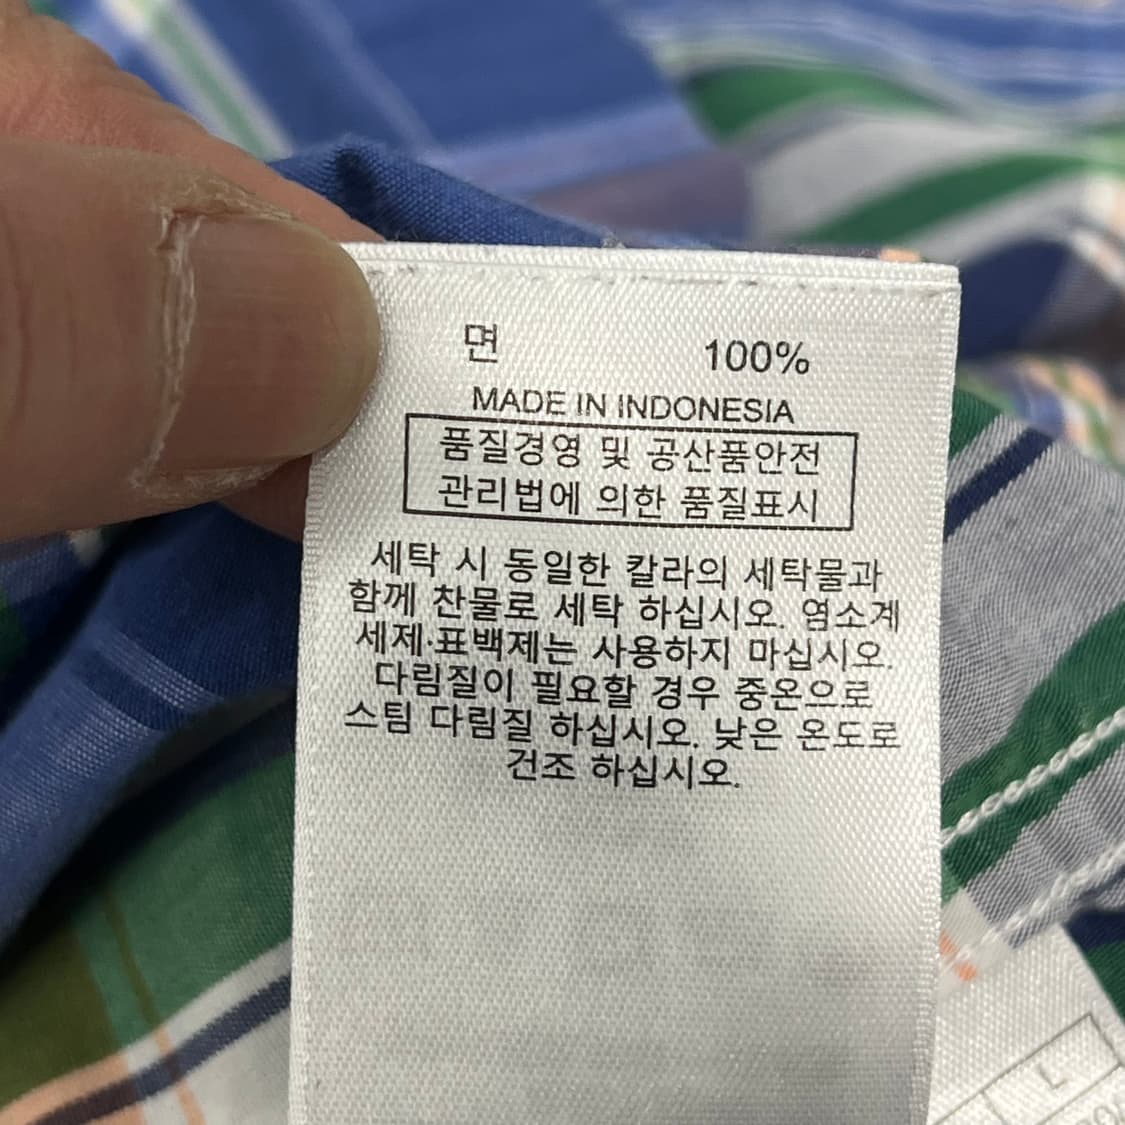 면 100%
MADE IN INDONESIA
품질경영 및 공산품안전
관리법에 의한 품질표시
세탁 시 동일한 칼라의 세탁물과
함께 찬물로 세탁 하십시오. 염소계
세제·표백제는 사용하지 마십시오.
다림질이 필요할 경우 중온으로
스팀 다림질 하십시오. 낮은 온도로
건조 하십시오.
L